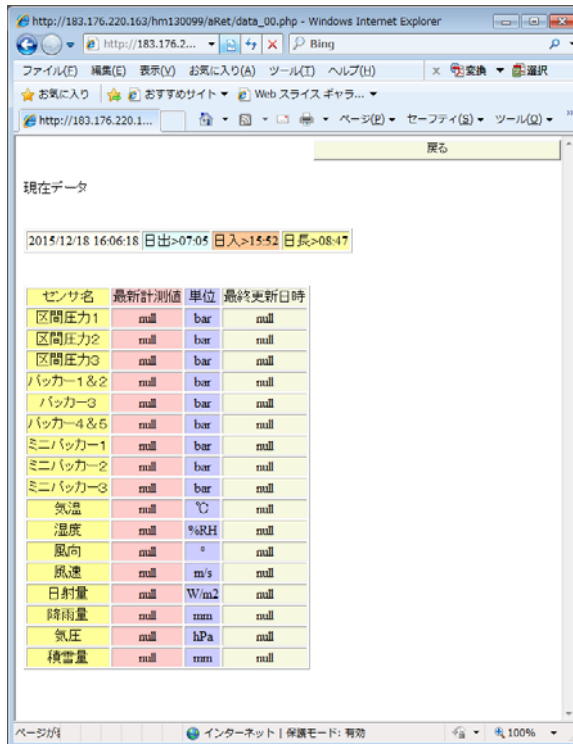 http://183.176.220.163/hm130099/aRet/data_00.php - Windows Internet Explorer
http://183.176.2... Bing
ファイル(F) 編集(E) 表示(V) お気に入り(A) ツール(T) ヘルプ(H) x 変換 選択
お気に入り おすすめサイト Web スライス ギャラ...
http://183.176.220.1... ページ(P) セーフティ(S) ツール(O) »
戻る
現在データ
2015/12/18 16:06:18 日出>07:05 日入>15:52 日長>08:47
センサ名 最新計測値 単位 最終更新日時
区間圧力1 null bar null
区間圧力2 null bar null
区間圧力3 null bar null
パッカー1&2 null bar null
パッカー3 null bar null
パッカー4&5 null bar null
ミニパッカー1 null bar null
ミニパッカー2 null bar null
ミニパッカー3 null bar null
気温 null ℃ null
湿度 null %RH null
風向 null ° null
風速 null m/s null
日射量 null W/m2 null
降雨量 null mm null
気圧 null hPa null
積雪量 null mm null
ページが インターネット | 保護モード: 有効 100%